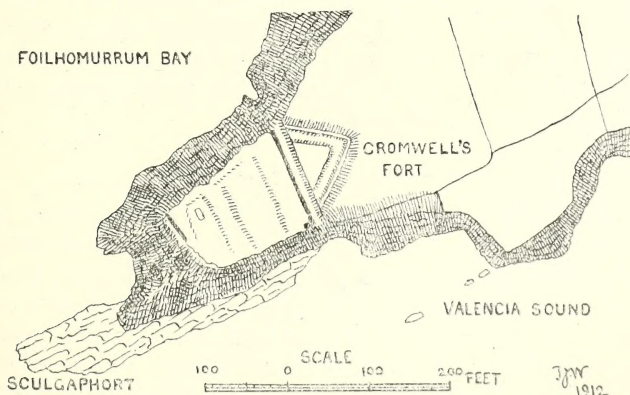 FOILHOMURRUM BAY
CROMWELL'S
FORT
VALENCIA SOUND
SCALE
100 0 100 200 FEET
SCULGAPHORT
1912